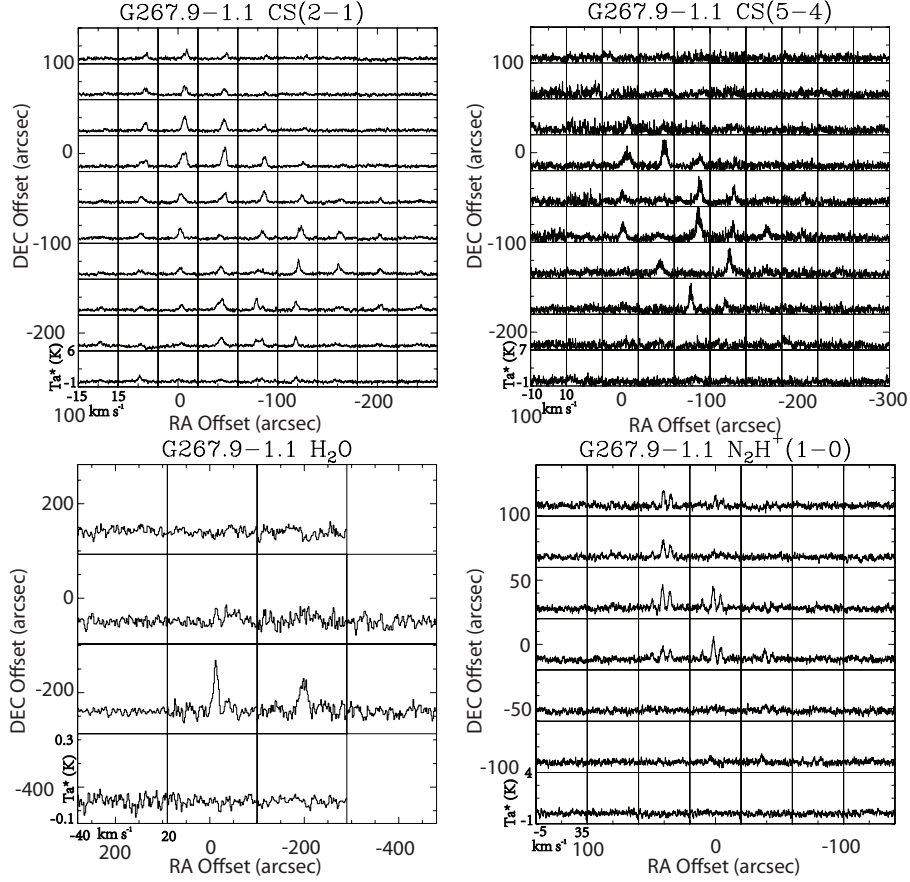 G267.9−1.1 CS(2−1)
DEC Offset (arcsec)
100
0
-100
-200
6
Ta* (K)
-1
-15 15
km s⁻¹
100 0 -100 -200
RA Offset (arcsec)
G267.9−1.1 CS(5−4)
DEC Offset (arcsec)
100
0
-100
-200
7
Ta* (K)
-1
-10 10
km s⁻¹
100 0 -100 -200 -300
RA Offset (arcsec)
G267.9−1.1 H₂O
DEC Offset (arcsec)
200
0
-200
-400
0.3
Ta* (K)
-0.1
-40 km s⁻¹ 20
200 0 -200 -400
RA Offset (arcsec)
G267.9−1.1 N₂H⁺(1−0)
DEC Offset (arcsec)
100
50
0
-50
-100
4
Ta* (K)
-1
-5 35
km s⁻¹
100 0 -100
RA Offset (arcsec)